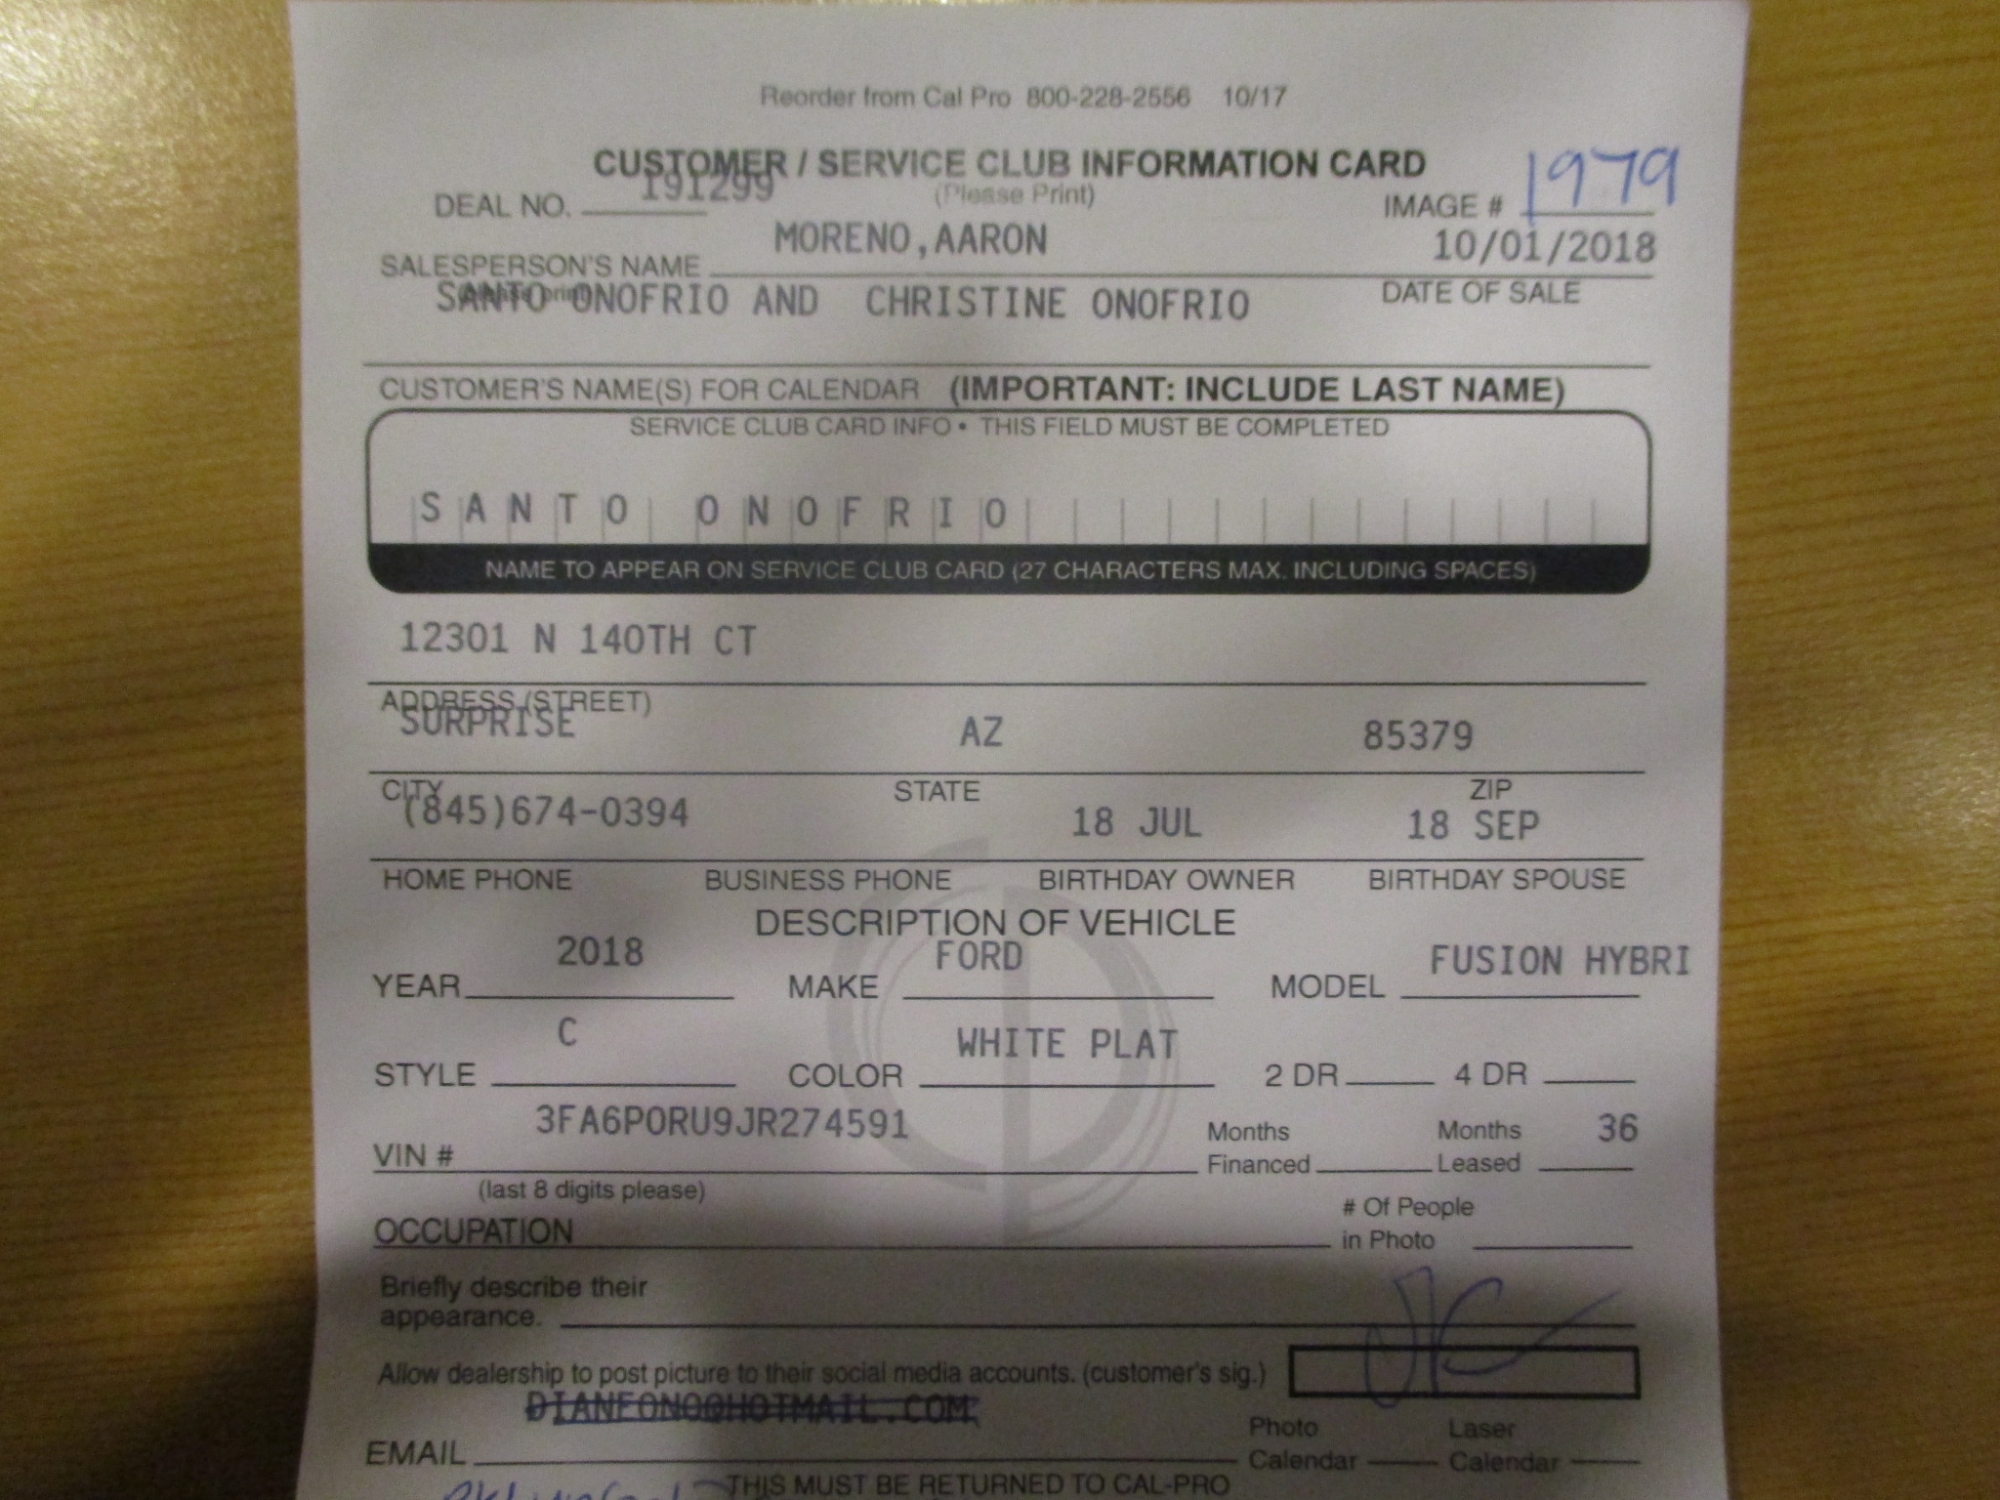 Reorder from Cal Pro 800-228-2556 10/17
CUSTOMER / SERVICE CLUB INFORMATION CARD
(Please Print)
DEAL NO. 191299
IMAGE # 1979
SALESPERSON'S NAME MORENO,AARON
10/01/2018
(please print)
DATE OF SALE
SANTO ONOFRIO AND CHRISTINE ONOFRIO
CUSTOMER'S NAME(S) FOR CALENDAR (IMPORTANT: INCLUDE LAST NAME)
SERVICE CLUB CARD INFO • THIS FIELD MUST BE COMPLETED
SANTO ONOFRIO
NAME TO APPEAR ON SERVICE CLUB CARD (27 CHARACTERS MAX. INCLUDING SPACES)
12301 N 140TH CT
ADDRESS (STREET)
SURPRISE AZ 85379
CITY STATE ZIP
(845)674-0394 18 JUL 18 SEP
HOME PHONE BUSINESS PHONE BIRTHDAY OWNER BIRTHDAY SPOUSE
DESCRIPTION OF VEHICLE
YEAR 2018 MAKE FORD MODEL FUSION HYBRI
STYLE C COLOR WHITE PLAT 2 DR 4 DR
VIN # 3FA6P0RU9JR274591 Months Financed Months Leased 36
(last 8 digits please)
OCCUPATION # Of People in Photo
Briefly describe their
appearance.
Allow dealership to post picture to their social media accounts. (customer's sig.)
DIANEONO@HOTMAIL.COM
EMAIL Photo Calendar Laser Calendar
THIS MUST BE RETURNED TO CAL-PRO